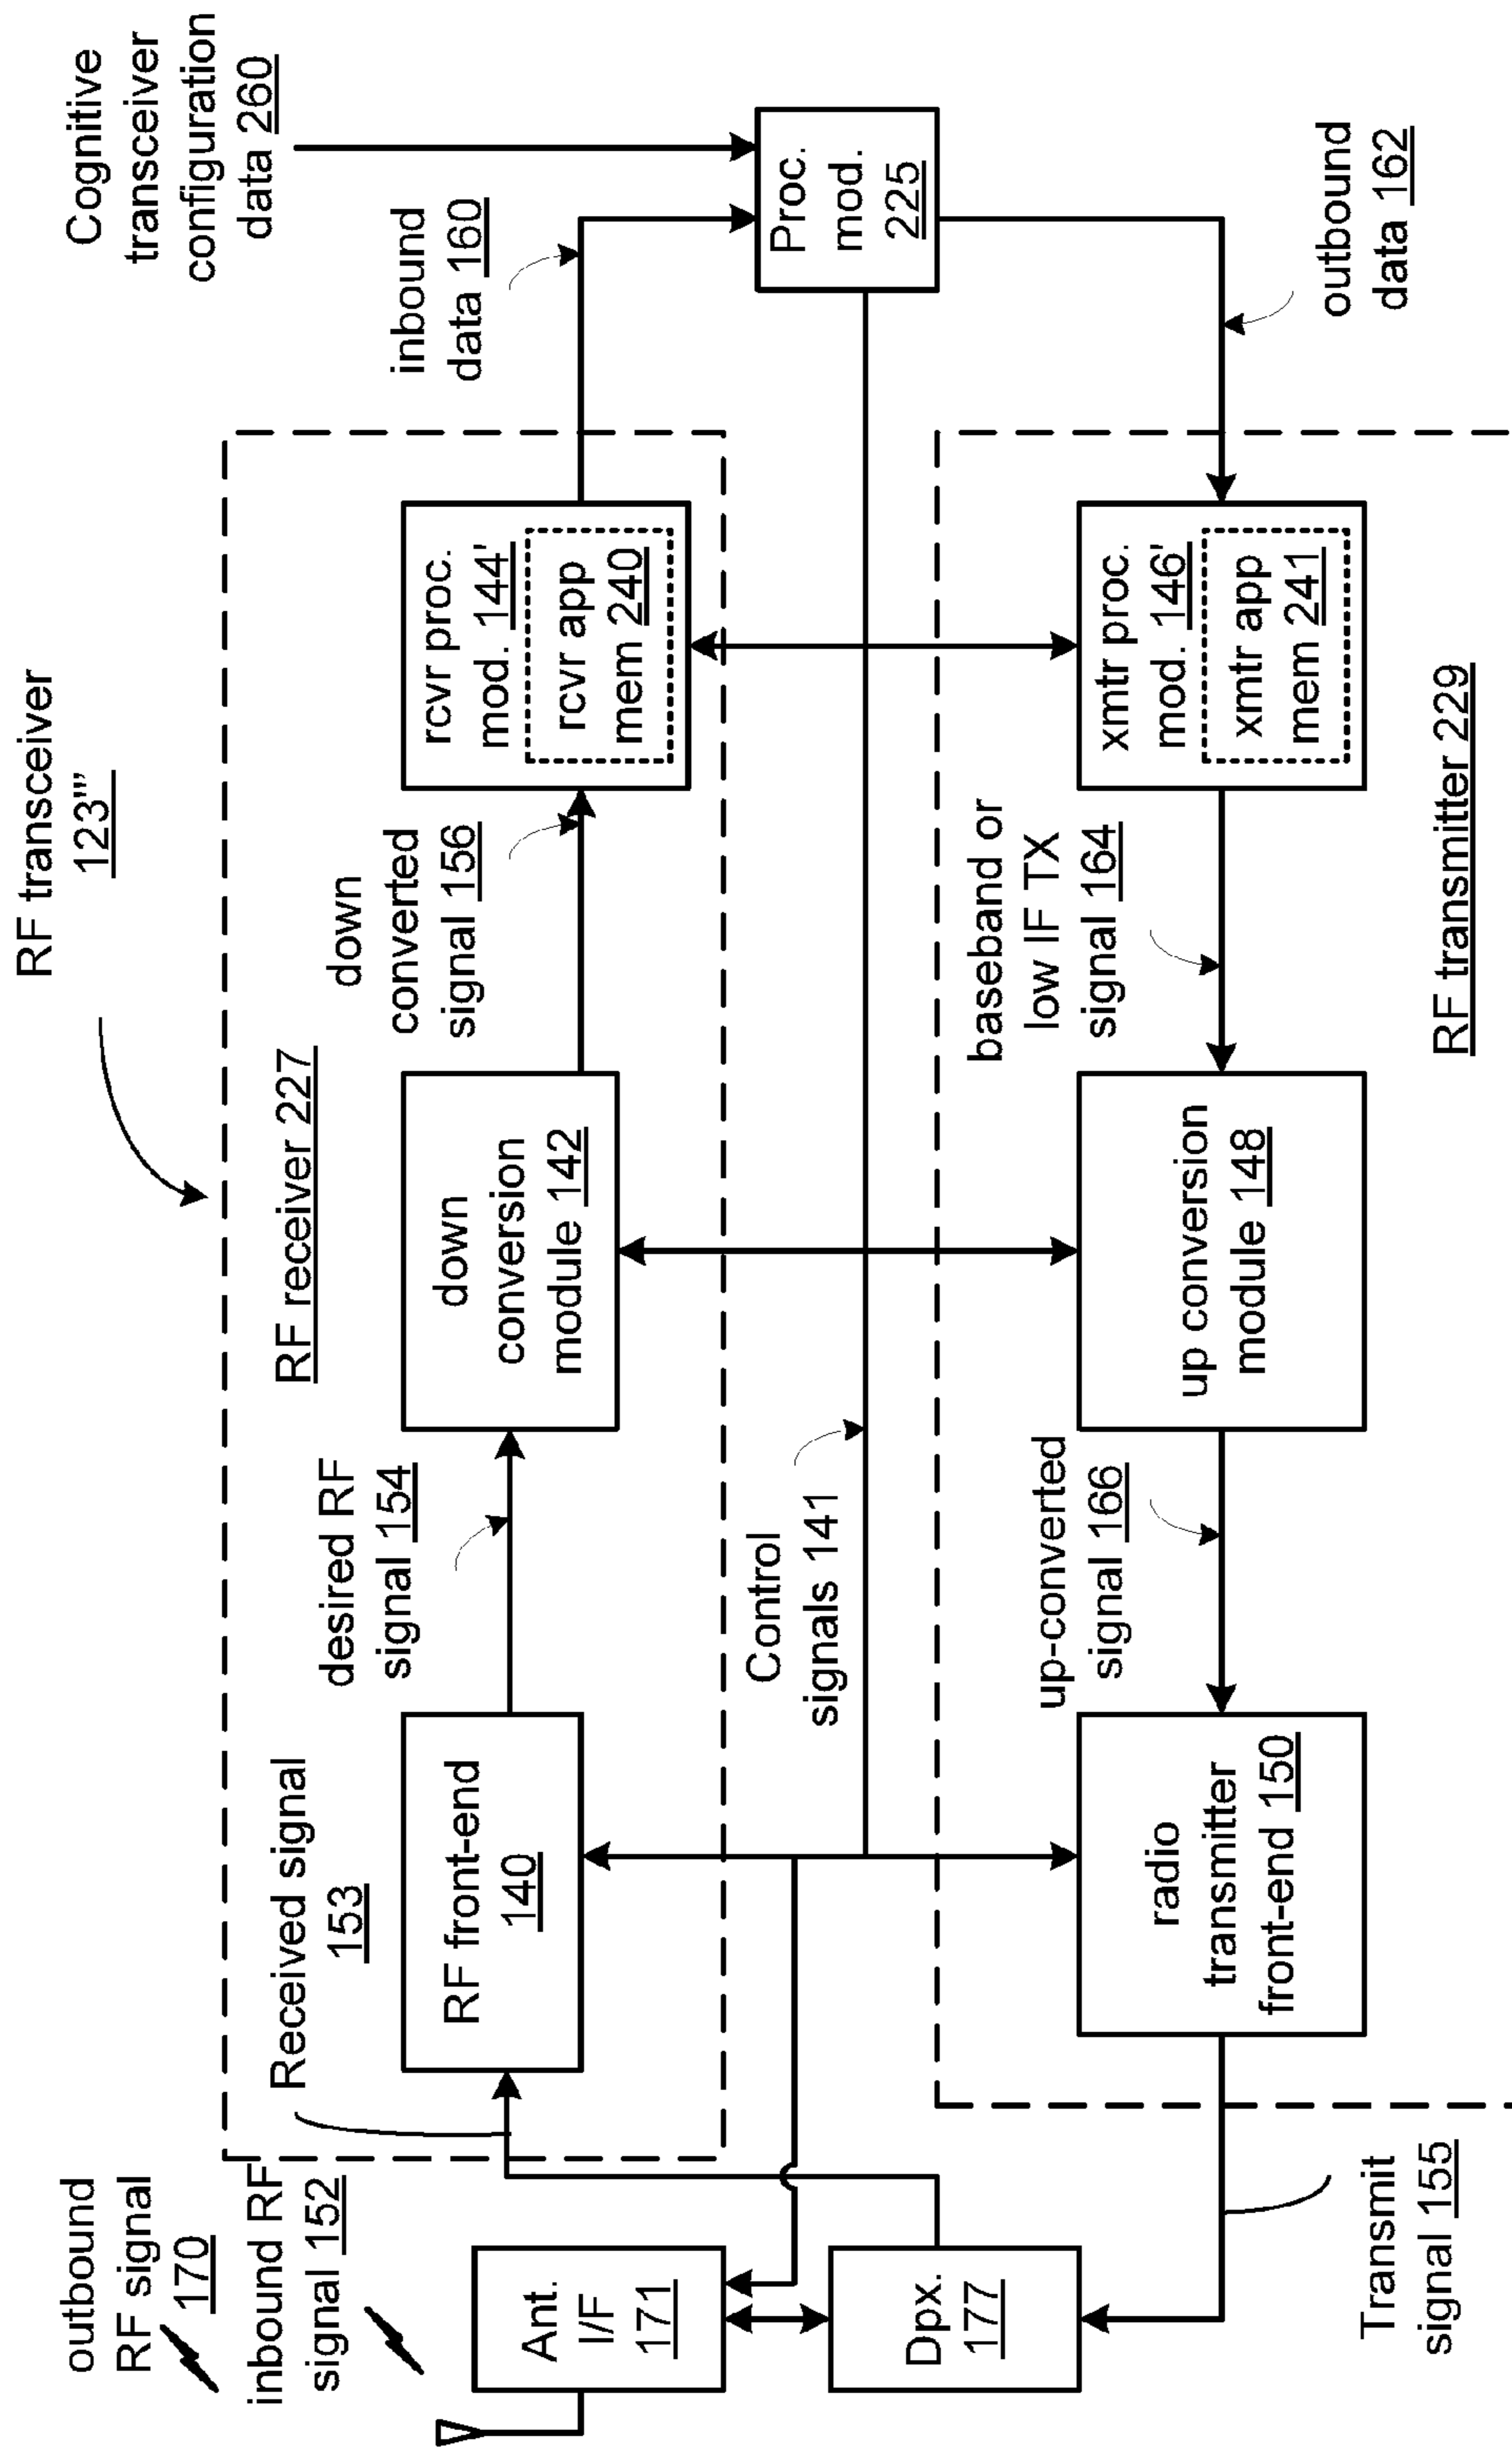 RF transceiver
123'''
Cognitive
transceiver
configuration
data 260
outbound
RF signal
170
inbound RF
signal 152
Received signal
153
RF receiver 227
desired RF
signal 154
down
converted
signal 156
inbound
data 160
Ant.
I/F
171
RF front-end
140
down
conversion
module 142
rcvr proc.
mod. 144'
rcvr app
mem 240
Control
signals 141
Proc.
mod.
225
Dpx.
177
up-converted
signal 166
baseband or
low IF TX
signal 164
radio
transmitter
front-end 150
up conversion
module 148
xmtr proc.
mod. 146'
xmtr app
mem 241
outbound
data 162
Transmit
signal 155
RF transmitter 229